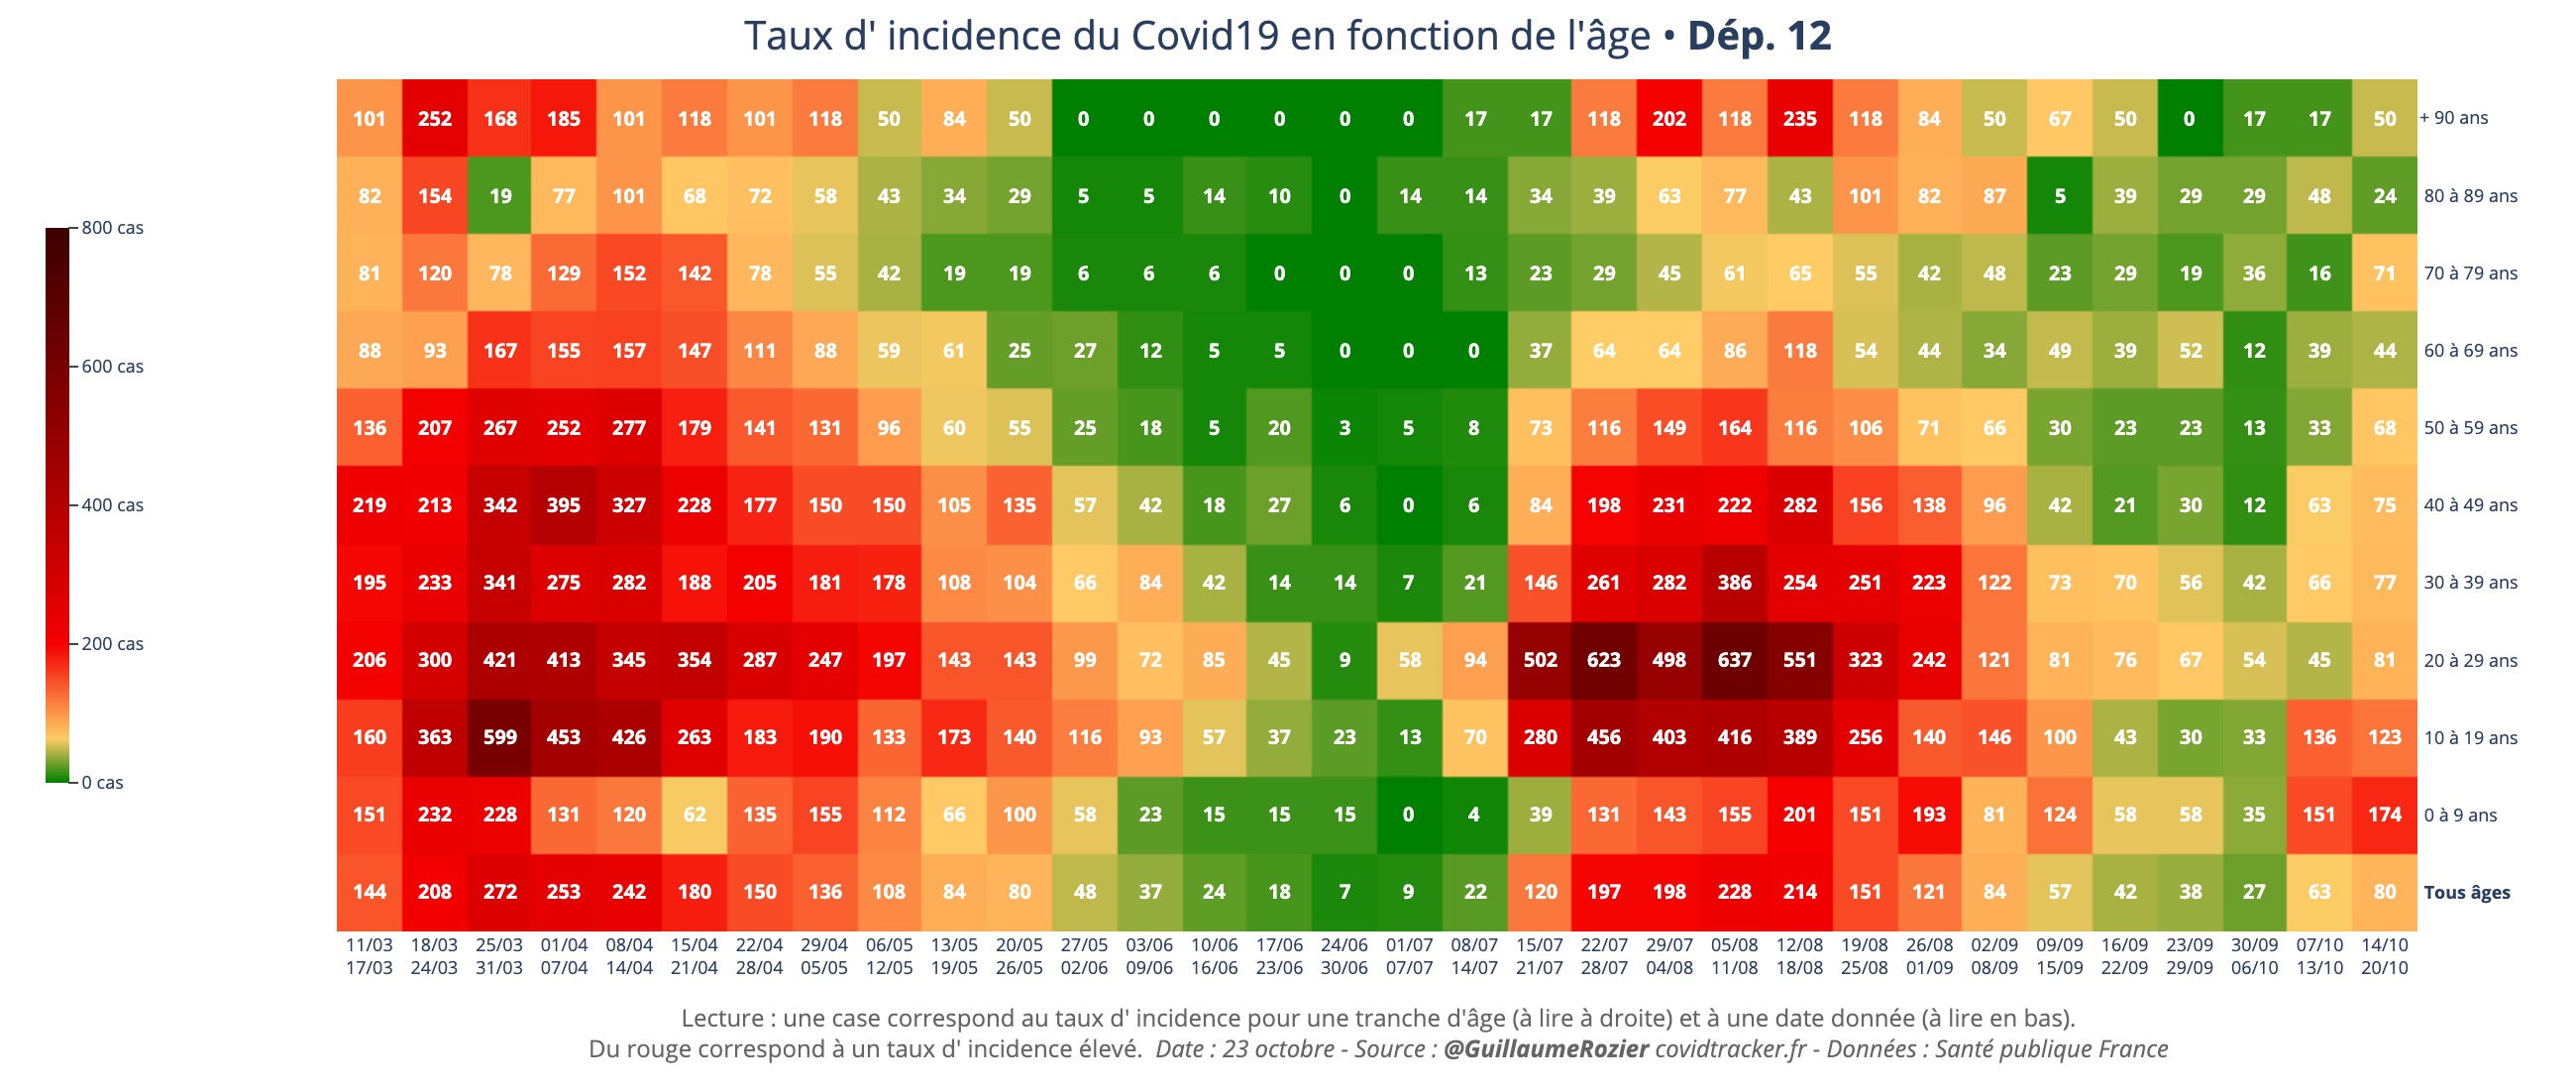 Taux d' incidence du Covid19 en fonction de l'âge • Dép. 12
101 252 168 185 101 118 101 118 50 84 50 0 0 0 0 0 0 17 17 118 202 118 235 118 84 50 67 50 0 17 17 50 + 90 ans
82 154 19 77 101 68 72 58 43 34 29 5 5 14 10 0 14 14 34 39 63 77 43 101 82 87 5 39 29 29 48 24 80 à 89 ans
81 120 78 129 152 142 78 55 42 19 19 6 6 6 0 0 0 13 23 29 45 61 65 55 42 48 23 29 19 36 16 71 70 à 79 ans
88 93 167 155 157 147 111 88 59 61 25 27 12 5 5 0 0 0 37 64 64 86 118 54 44 34 49 39 52 12 39 44 60 à 69 ans
136 207 267 252 277 179 141 131 96 60 55 25 18 5 20 3 5 8 73 116 149 164 116 106 71 66 30 23 23 13 33 68 50 à 59 ans
219 213 342 395 327 228 177 150 150 105 135 57 42 18 27 6 0 6 84 198 231 222 282 156 138 96 42 21 30 12 63 75 40 à 49 ans
195 233 341 275 282 188 205 181 178 108 104 66 84 42 14 14 7 21 146 261 282 386 254 251 223 122 73 70 56 42 66 77 30 à 39 ans
206 300 421 413 345 354 287 247 197 143 143 99 72 85 45 9 58 94 502 623 498 637 551 323 242 121 81 76 67 54 45 81 20 à 29 ans
160 363 599 453 426 263 183 190 133 173 140 116 93 57 37 23 13 70 280 456 403 416 389 256 140 146 100 43 30 33 136 123 10 à 19 ans
151 232 228 131 120 62 135 155 112 66 100 58 23 15 15 15 0 4 39 131 143 155 201 151 193 81 124 58 58 35 151 174 0 à 9 ans
144 208 272 253 242 180 150 136 108 84 80 48 37 24 18 7 9 22 120 197 198 228 214 151 121 84 57 42 38 27 63 80 Tous âges
11/03 18/03 25/03 01/04 08/04 15/04 22/04 29/04 06/05 13/05 20/05 27/05 03/06 10/06 17/06 24/06 01/07 08/07 15/07 22/07 29/07 05/08 12/08 19/08 26/08 02/09 09/09 16/09 23/09 30/09 07/10 14/10
17/03 24/03 31/03 07/04 14/04 21/04 28/04 05/05 12/05 19/05 26/05 02/06 09/06 16/06 23/06 30/06 07/07 14/07 21/07 28/07 04/08 11/08 18/08 25/08 01/09 08/09 15/09 22/09 29/09 06/10 13/10 20/10
800 cas
600 cas
400 cas
200 cas
0 cas
Lecture : une case correspond au taux d' incidence pour une tranche d'âge (à lire à droite) et à une date donnée (à lire en bas).
Du rouge correspond à un taux d' incidence élevé. Date : 23 octobre - Source : @GuillaumeRozier covidtracker.fr - Données : Santé publique France